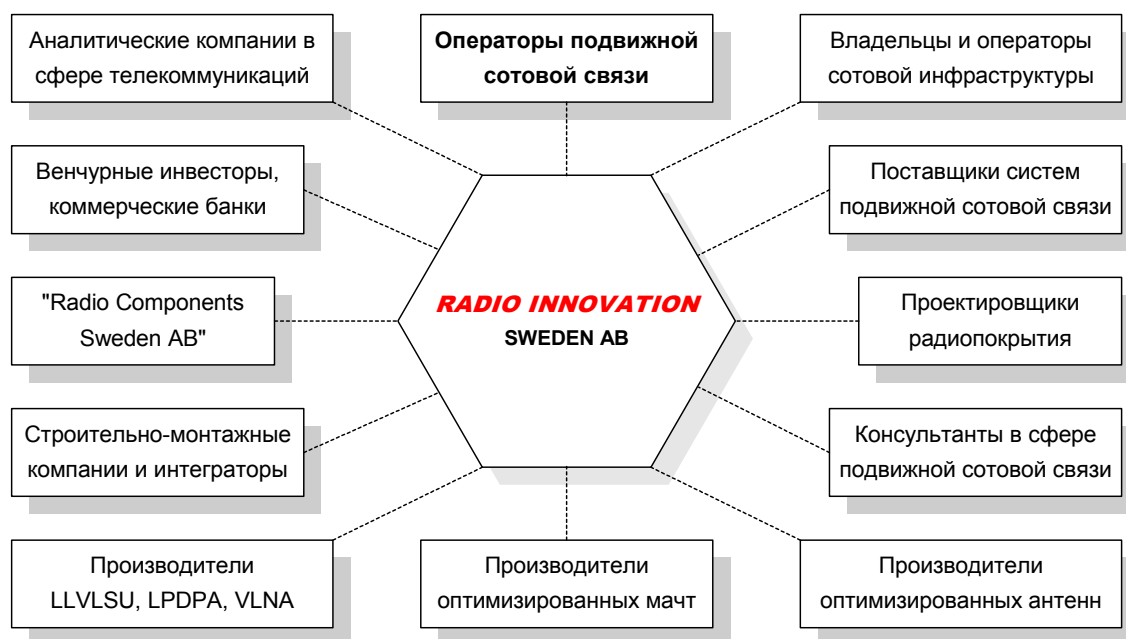 Аналитические компании в
сфере телекоммуникаций
Операторы подвижной
сотовой связи
Владельцы и операторы
сотовой инфраструктуры
Венчурные инвесторы,
коммерческие банки
Поставщики систем
подвижной сотовой связи
"Radio Components
Sweden AB"
RADIO INNOVATION
SWEDEN AB
Проектировщики
радиопокрытия
Строительно-монтажные
компании и интеграторы
Консультанты в сфере
подвижной сотовой связи
Производители
LLVLSU, LPDPA, VLNA
Производители
оптимизированных мачт
Производители
оптимизированных антенн